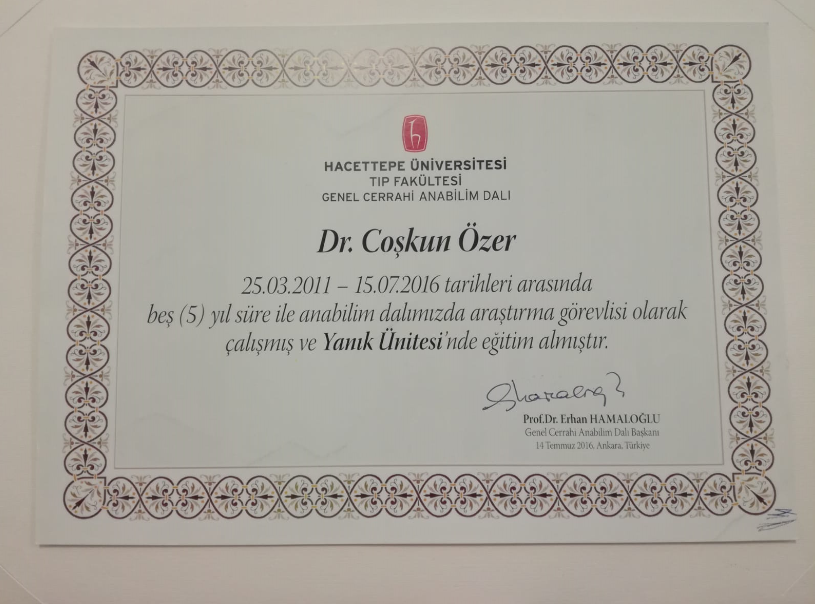 HACETTEPE ÜNİVERSİTESİ
TIP FAKÜLTESİ
GENEL CERRAHİ ANABİLİM DALI
Dr. Coşkun Özer
25.03.2011 – 15.07.2016 tarihleri arasında
beş (5) yıl süre ile anabilim dalımızda araştırma görevlisi olarak
çalışmış ve Yanık Ünitesi'nde eğitim almıştır.
Prof.Dr. Erhan HAMALOĞLU
Genel Cerrahi Anabilim Dalı Başkanı
14 Temmuz 2016, Ankara, Türkiye